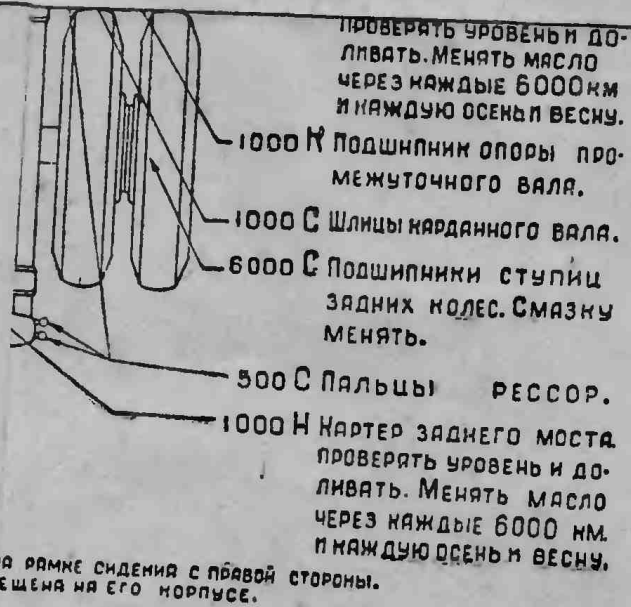 ПРОВЕРЯТЬ УРОВЕНЬ И ДО-
ЛИВАТЬ. МЕНЯТЬ МАСЛО
ЧЕРЕЗ КАЖДЫЕ 6000 КМ
И КАЖДУЮ ОСЕНЬ И ВЕСНУ.
1000 К ПОДШИПНИК ОПОРЫ ПРО-
МЕЖУТОЧНОГО ВАЛА.
1000 С ШЛИЦЫ КАРДАННОГО ВАЛА.
6000 С ПОДШИПНИКИ СТУПИЦ
ЗАДНИХ КОЛЕС. СМАЗКУ
МЕНЯТЬ.
500 С ПАЛЬЦЫ РЕССОР.
1000 Н КАРТЕР ЗАДНЕГО МОСТА
ПРОВЕРЯТЬ УРОВЕНЬ И ДО-
ЛИВАТЬ. МЕНЯТЬ МАСЛО
ЧЕРЕЗ КАЖДЫЕ 6000 КМ.
И КАЖДУЮ ОСЕНЬ И ВЕСНУ.
А РАМКЕ СИДЕНИЯ С ПРАВОЙ СТОРОНЫ.
ЕЩЕНА НА ЕГО КОРПУСЕ.